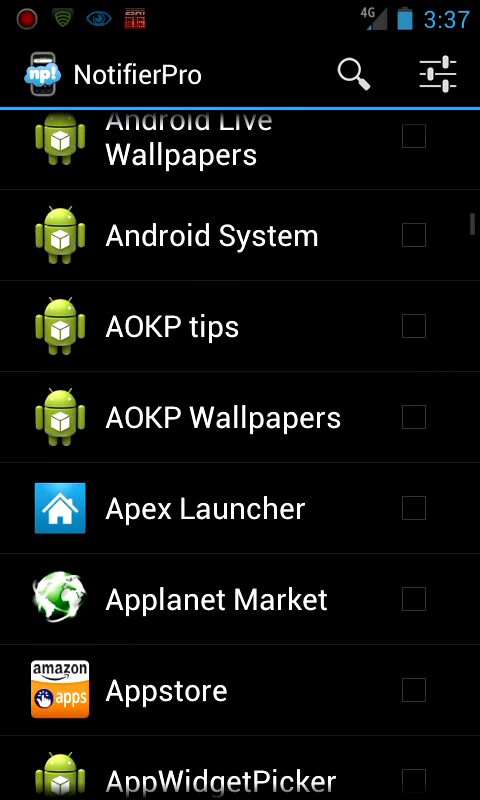 4G
3:37
np!
NotifierPro
Android Live
Wallpapers
Android System
AOKP tips
AOKP Wallpapers
Apex Launcher
Applanet Market
amazon
apps
Appstore
AppWidgetPicker